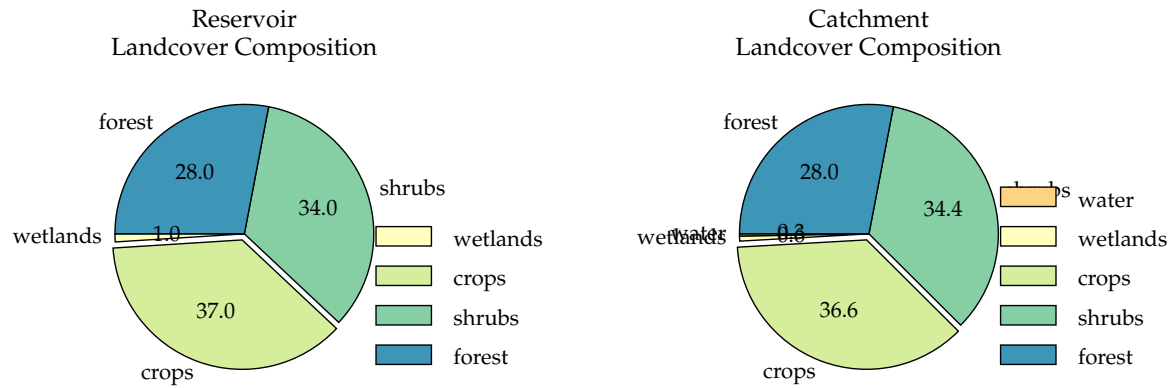 Reservoir
Landcover Composition
forest
28.0
34.0
shrubs
wetlands
1.0
37.0
crops
wetlands
crops
shrubs
forest
Catchment
Landcover Composition
forest
28.0
34.4
shrubs
water
wetlands
36.6
crops
water
wetlands
crops
shrubs
forest